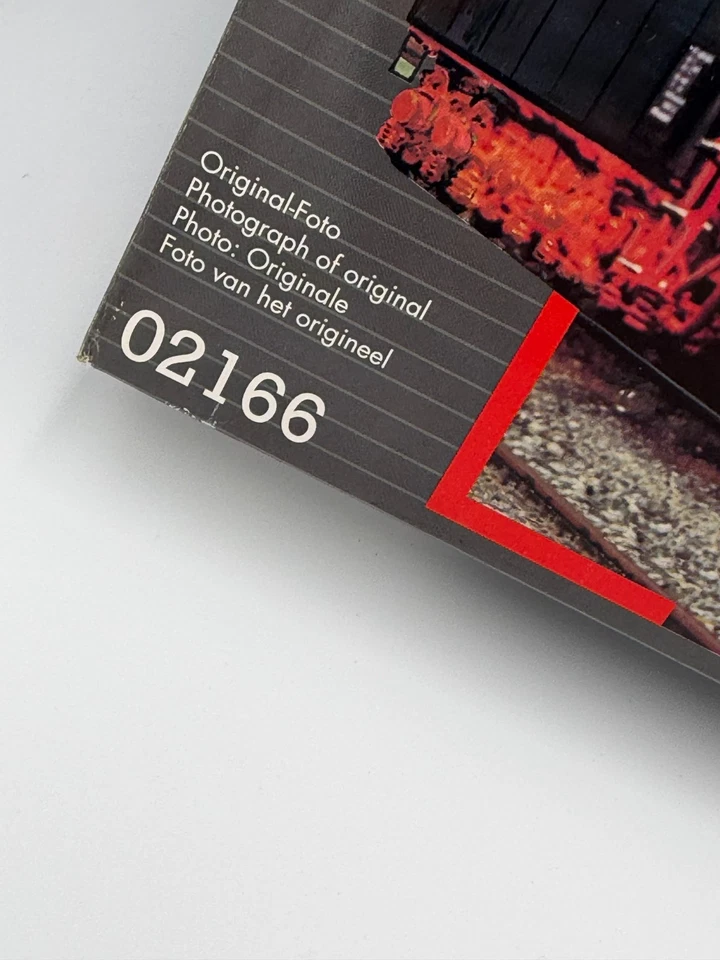 Original-Foto
Photograph of original
Photo: Originale
Foto van het origineel
02166